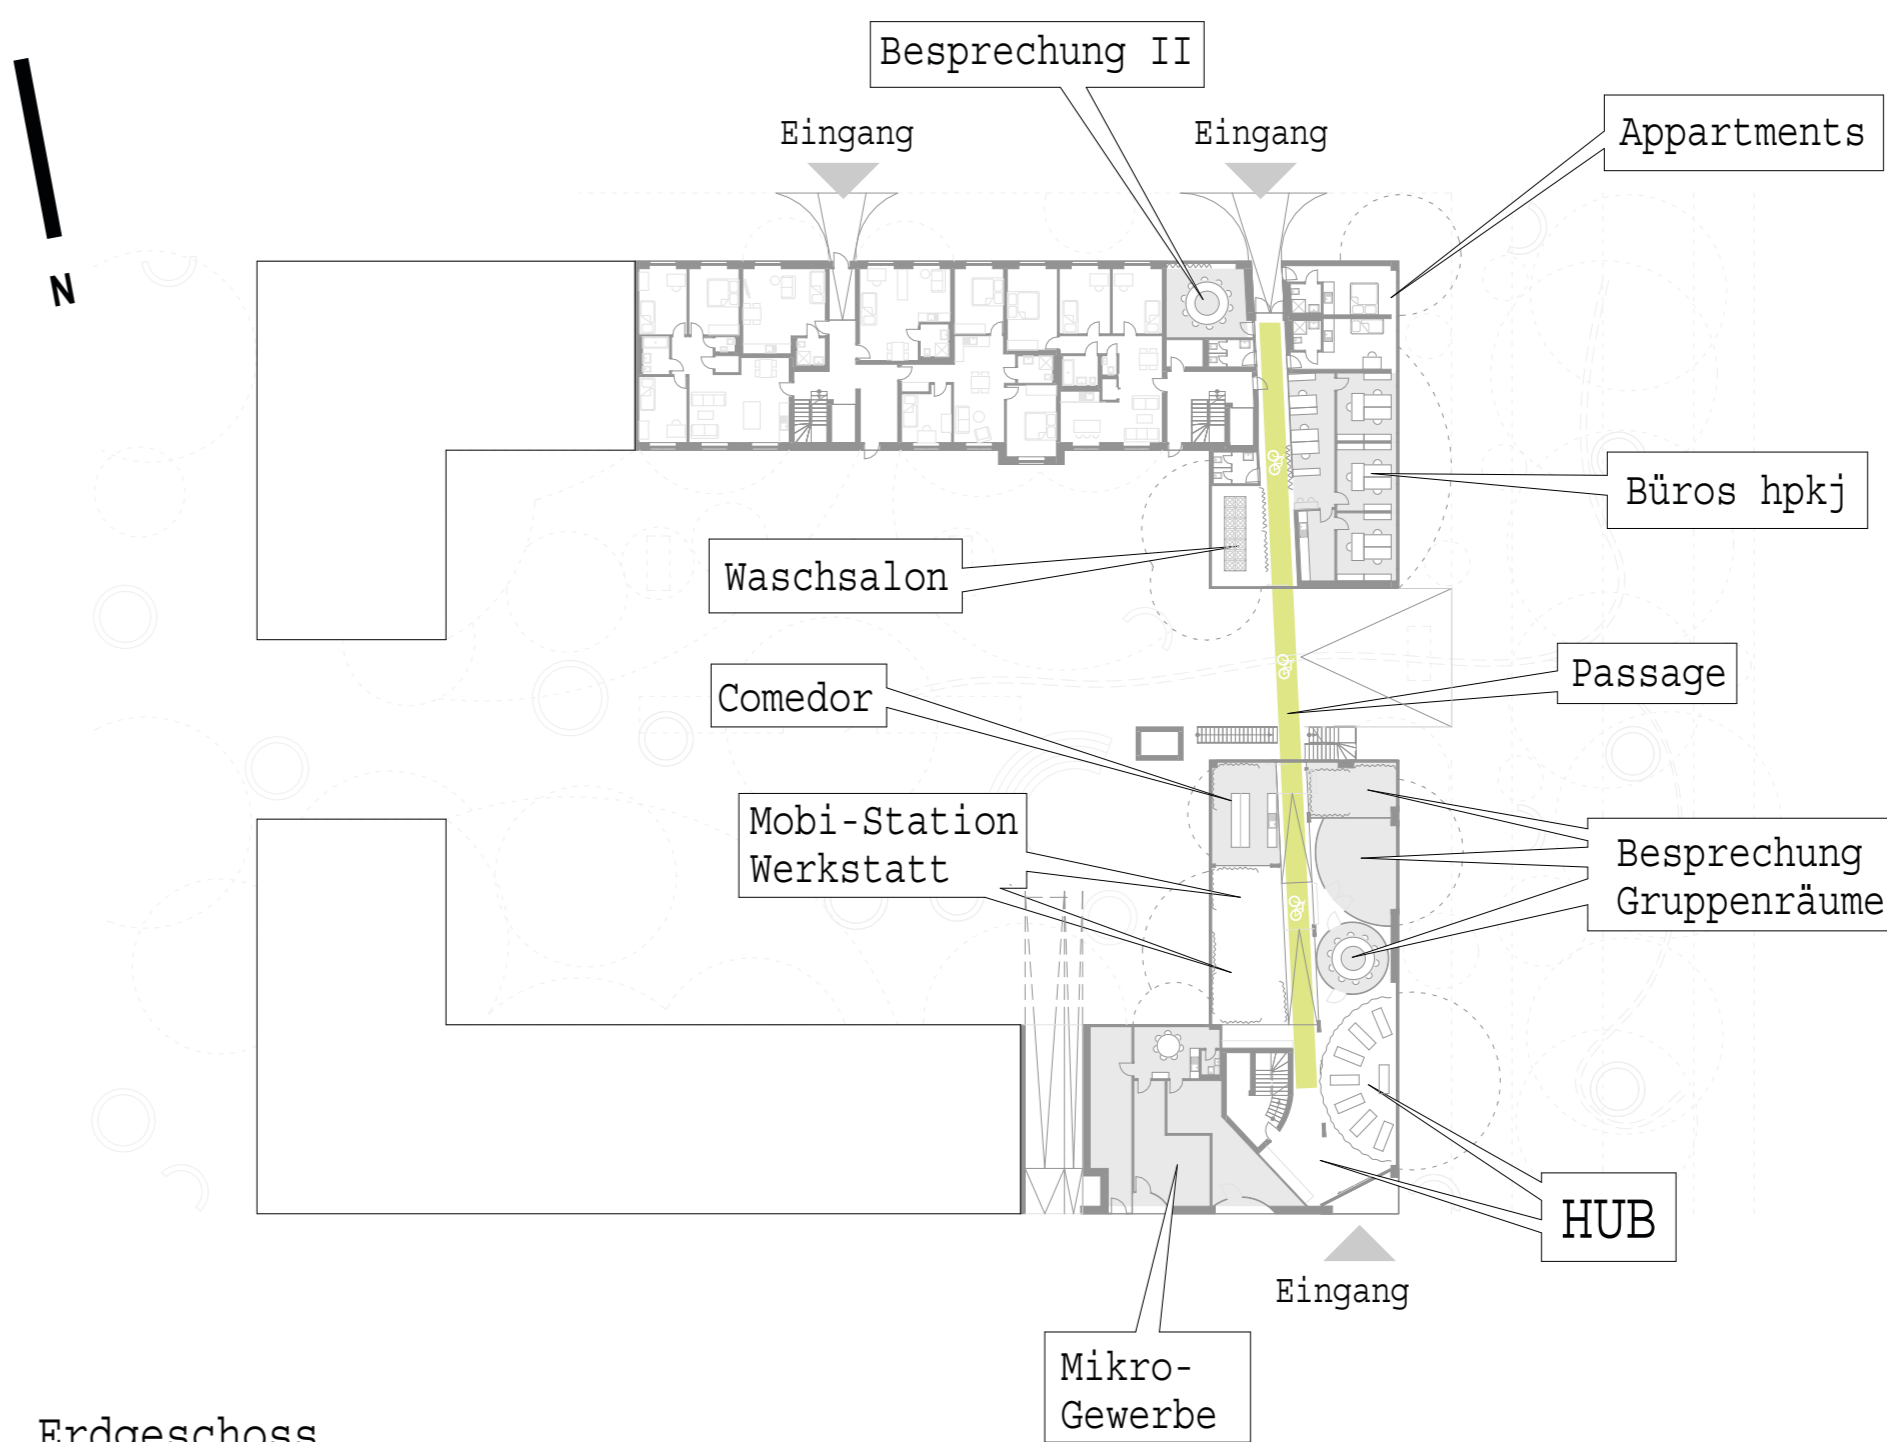 Besprechung II
Eingang
Eingang
Appartments
N
Büros hpkj
Waschsalon
Passage
Comedor
Mobi-Station
Werkstatt
Besprechung
Gruppenräume
HUB
Eingang
Mikro-
Gewerbe
Erdgeschoss